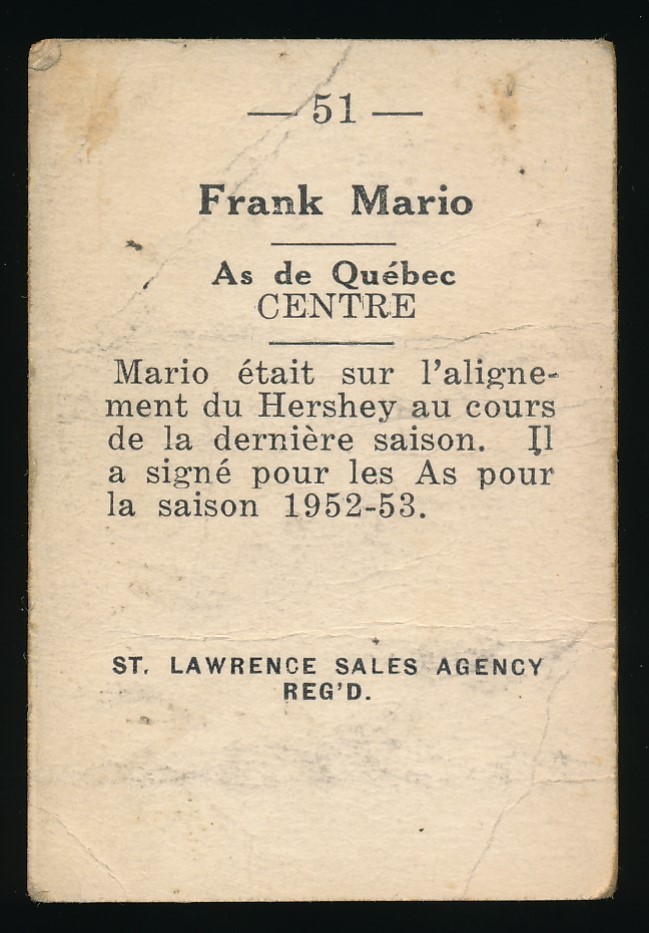 — 51 —
Frank Mario
As de Québec
CENTRE
Mario était sur l'aligne-
ment du Hershey au cours
de la dernière saison. Il
a signé pour les As pour
la saison 1952-53.
ST. LAWRENCE SALES AGENCY
REG'D.